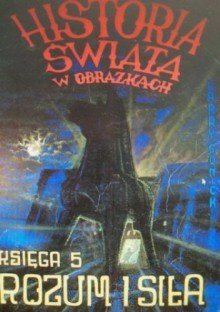 HISTORIA
ŚWIATA
W OBRAZKACH
KSIĘGA 5
ROZUM I SIŁA